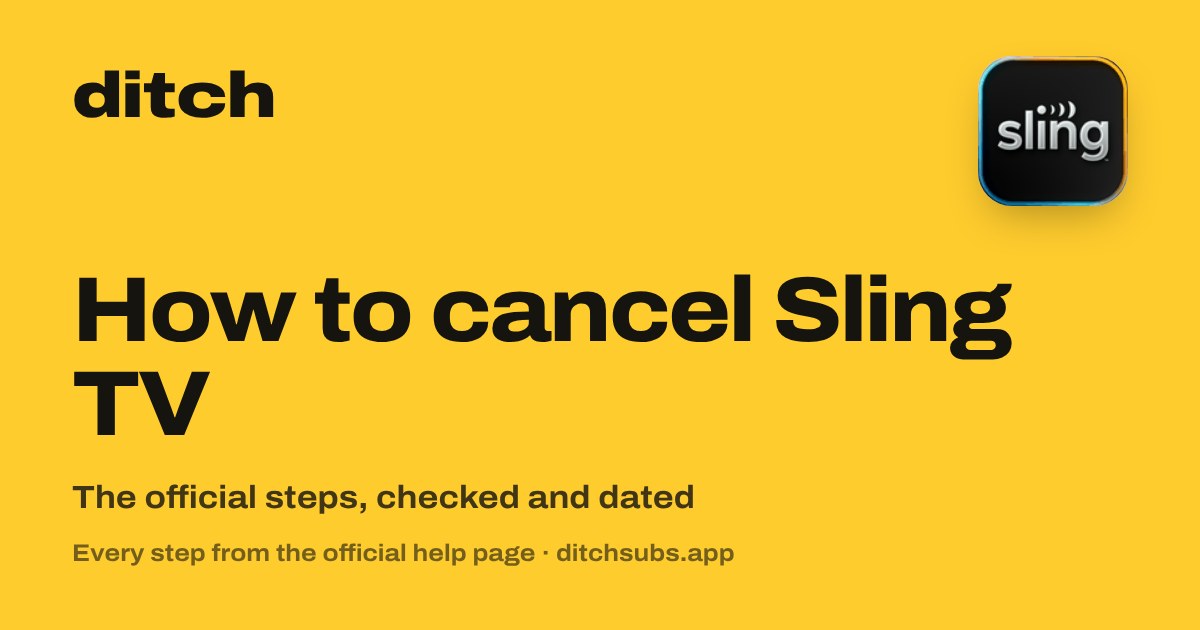 ditch
sling
How to cancel Sling
TV
The official steps, checked and dated
Every step from the official help page · ditchsubs.app